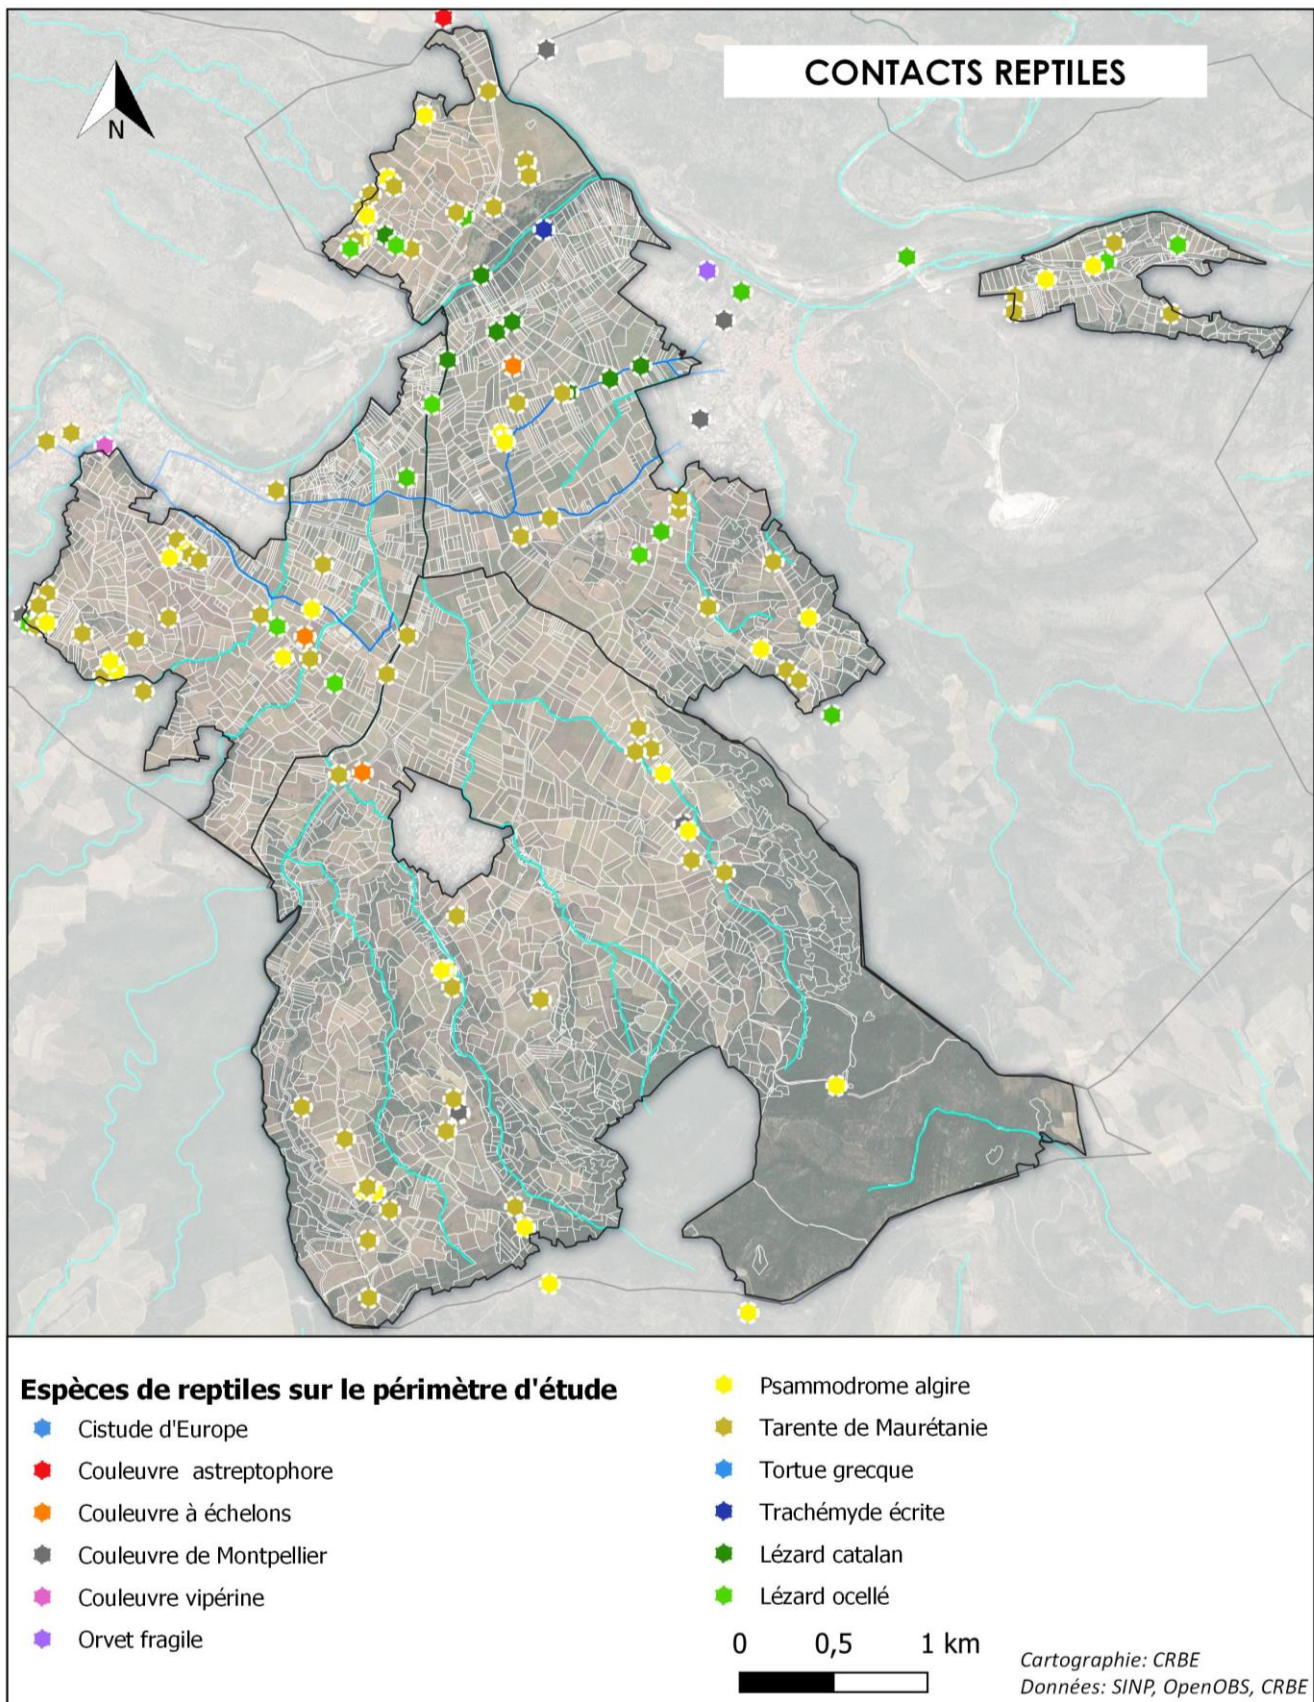 CONTACTS REPTILES
N
Espèces de reptiles sur le périmètre d'étude
Cistude d'Europe
Couleuvre astreptophore
Couleuvre à échelons
Couleuvre de Montpellier
Couleuvre vipérine
Orvet fragile
Psammodrome algire
Tarente de Maurétanie
Tortue grecque
Trachémyde écrite
Lézard catalan
Lézard ocellé
0 0,5 1 km
Cartographie: CRBE
Données: SINP, OpenOBS, CRBE